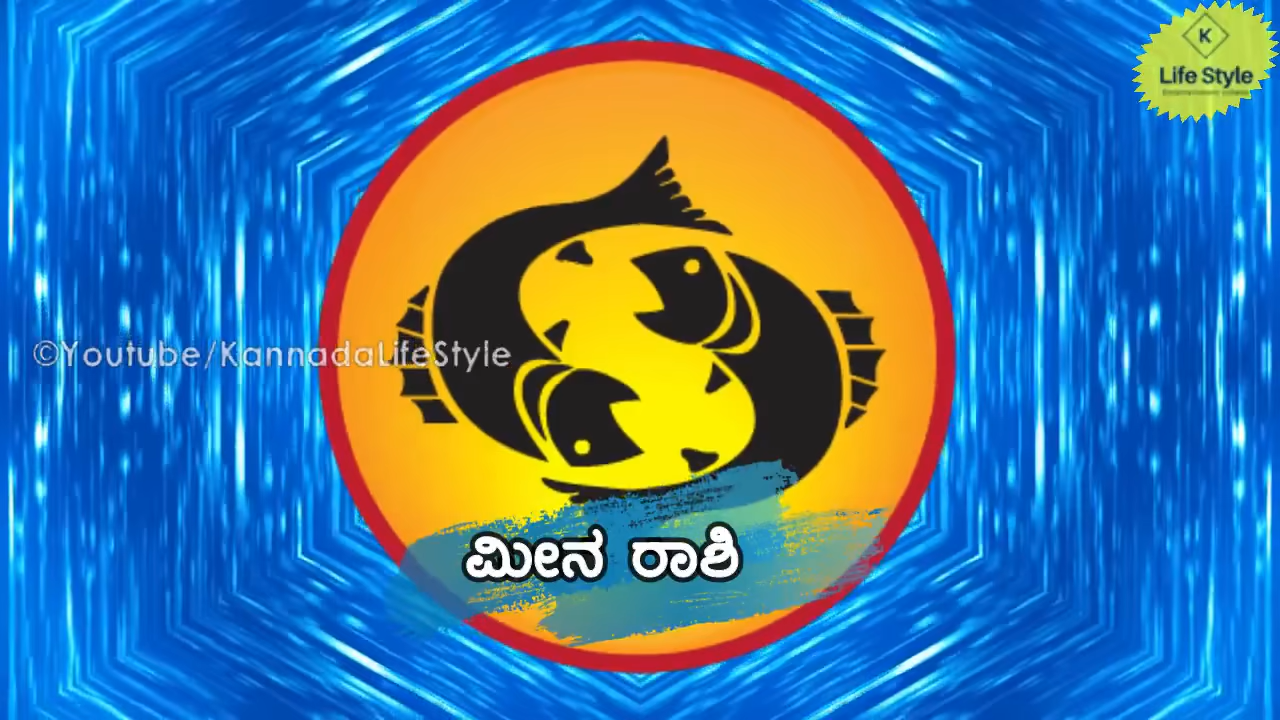 K
Life Style
©Youtube/KannadaLifeStyle
ಮೀನ ರಾಶಿ